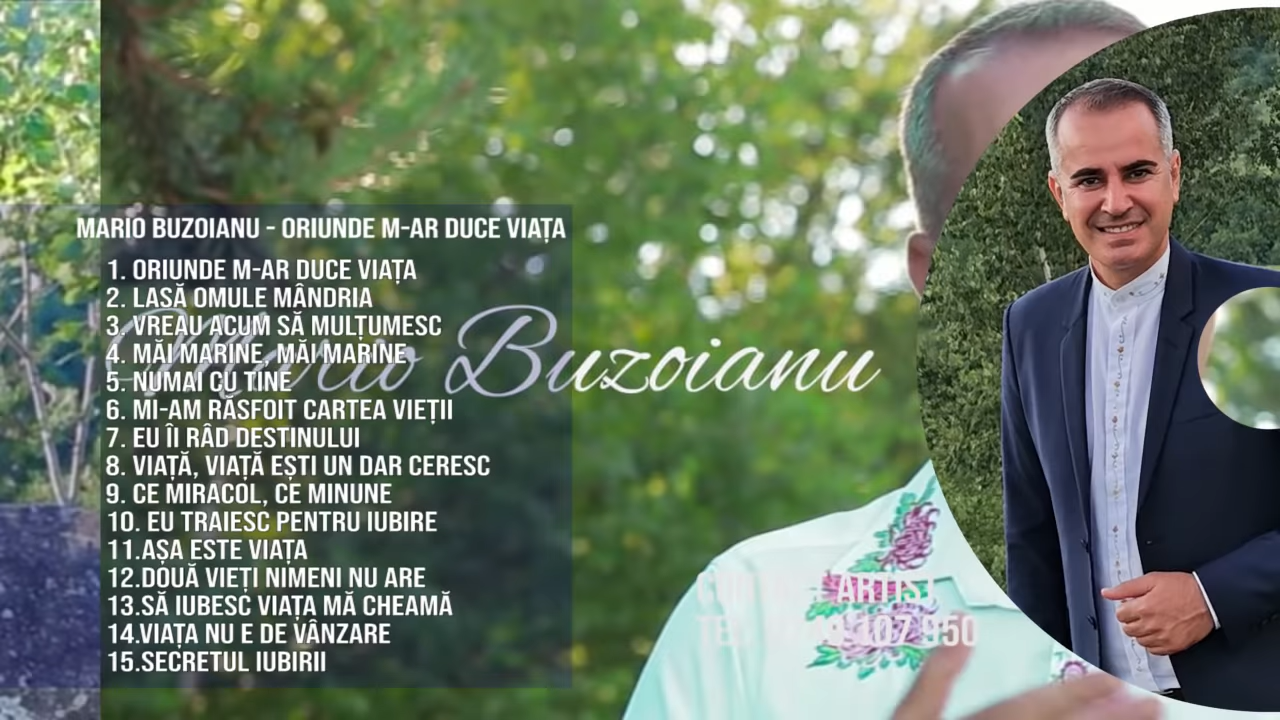 MARIO BUZOIANU - ORIUNDE M-AR DUCE VIAȚA
1. ORIUNDE M-AR DUCE VIAȚA
2. LASĂ OMULE MÂNDRIA
3. VREAU ACUM SĂ MULȚUMESC
4. MĂI MARINE, MĂI MARINE
5. NUMAI CU TINE
6. MI-AM RĂSFOIT CARTEA VIEȚII
7. EU ÎI RÂD DESTINULUI
8. VIAȚĂ, VIAȚĂ EȘTI UN DAR CERESC
9. CE MIRACOL, CE MINUNE
10. EU TRAIESC PENTRU IUBIRE
11.AȘA ESTE VIAȚA
12.DOUĂ VIEȚI NIMENI NU ARE
13.SĂ IUBESC VIAȚA MĂ CHEAMĂ
14.VIAȚA NU E DE VÂNZARE
15.SECRETUL IUBIRII
Mario Buzoianu
ARTIST
107 950